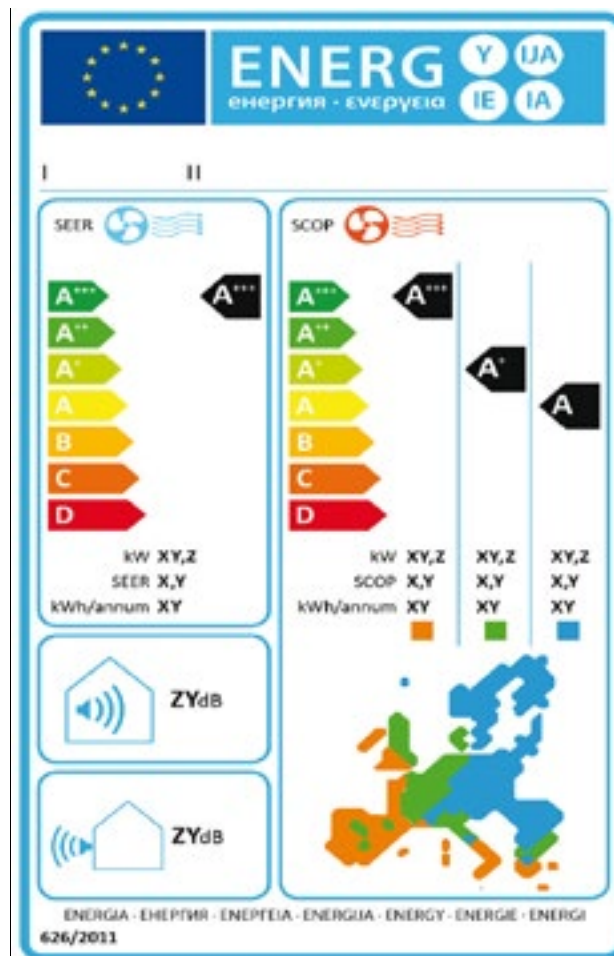 ENERG Y IJA
енергия · ενεργεια IE IA
I II
SEER
A+++ A+++
A++
A+
A
B
C
D
kW XY,Z
SEER X,Y
kWh/annum XY
SCOP
A+++ A+++
A++
A+ A+
A A
B
C
D
kW XY,Z XY,Z XY,Z
SCOP X,Y X,Y X,Y
kWh/annum XY XY XY
ZYdB
ZYdB
ENERGIA · ЕНЕРГИЯ · ΕΝΕΡΓΕΙΑ · ENERGIJA · ENERGY · ENERGIE · ENERGI
626/2011